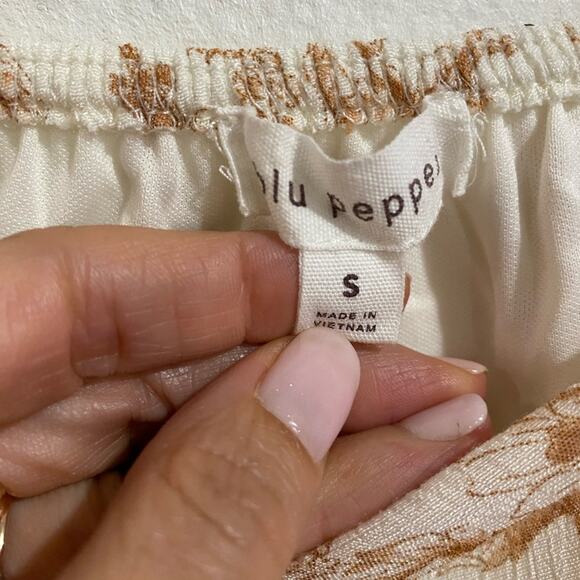 blu pepper
S
MADE IN
VIETNAM